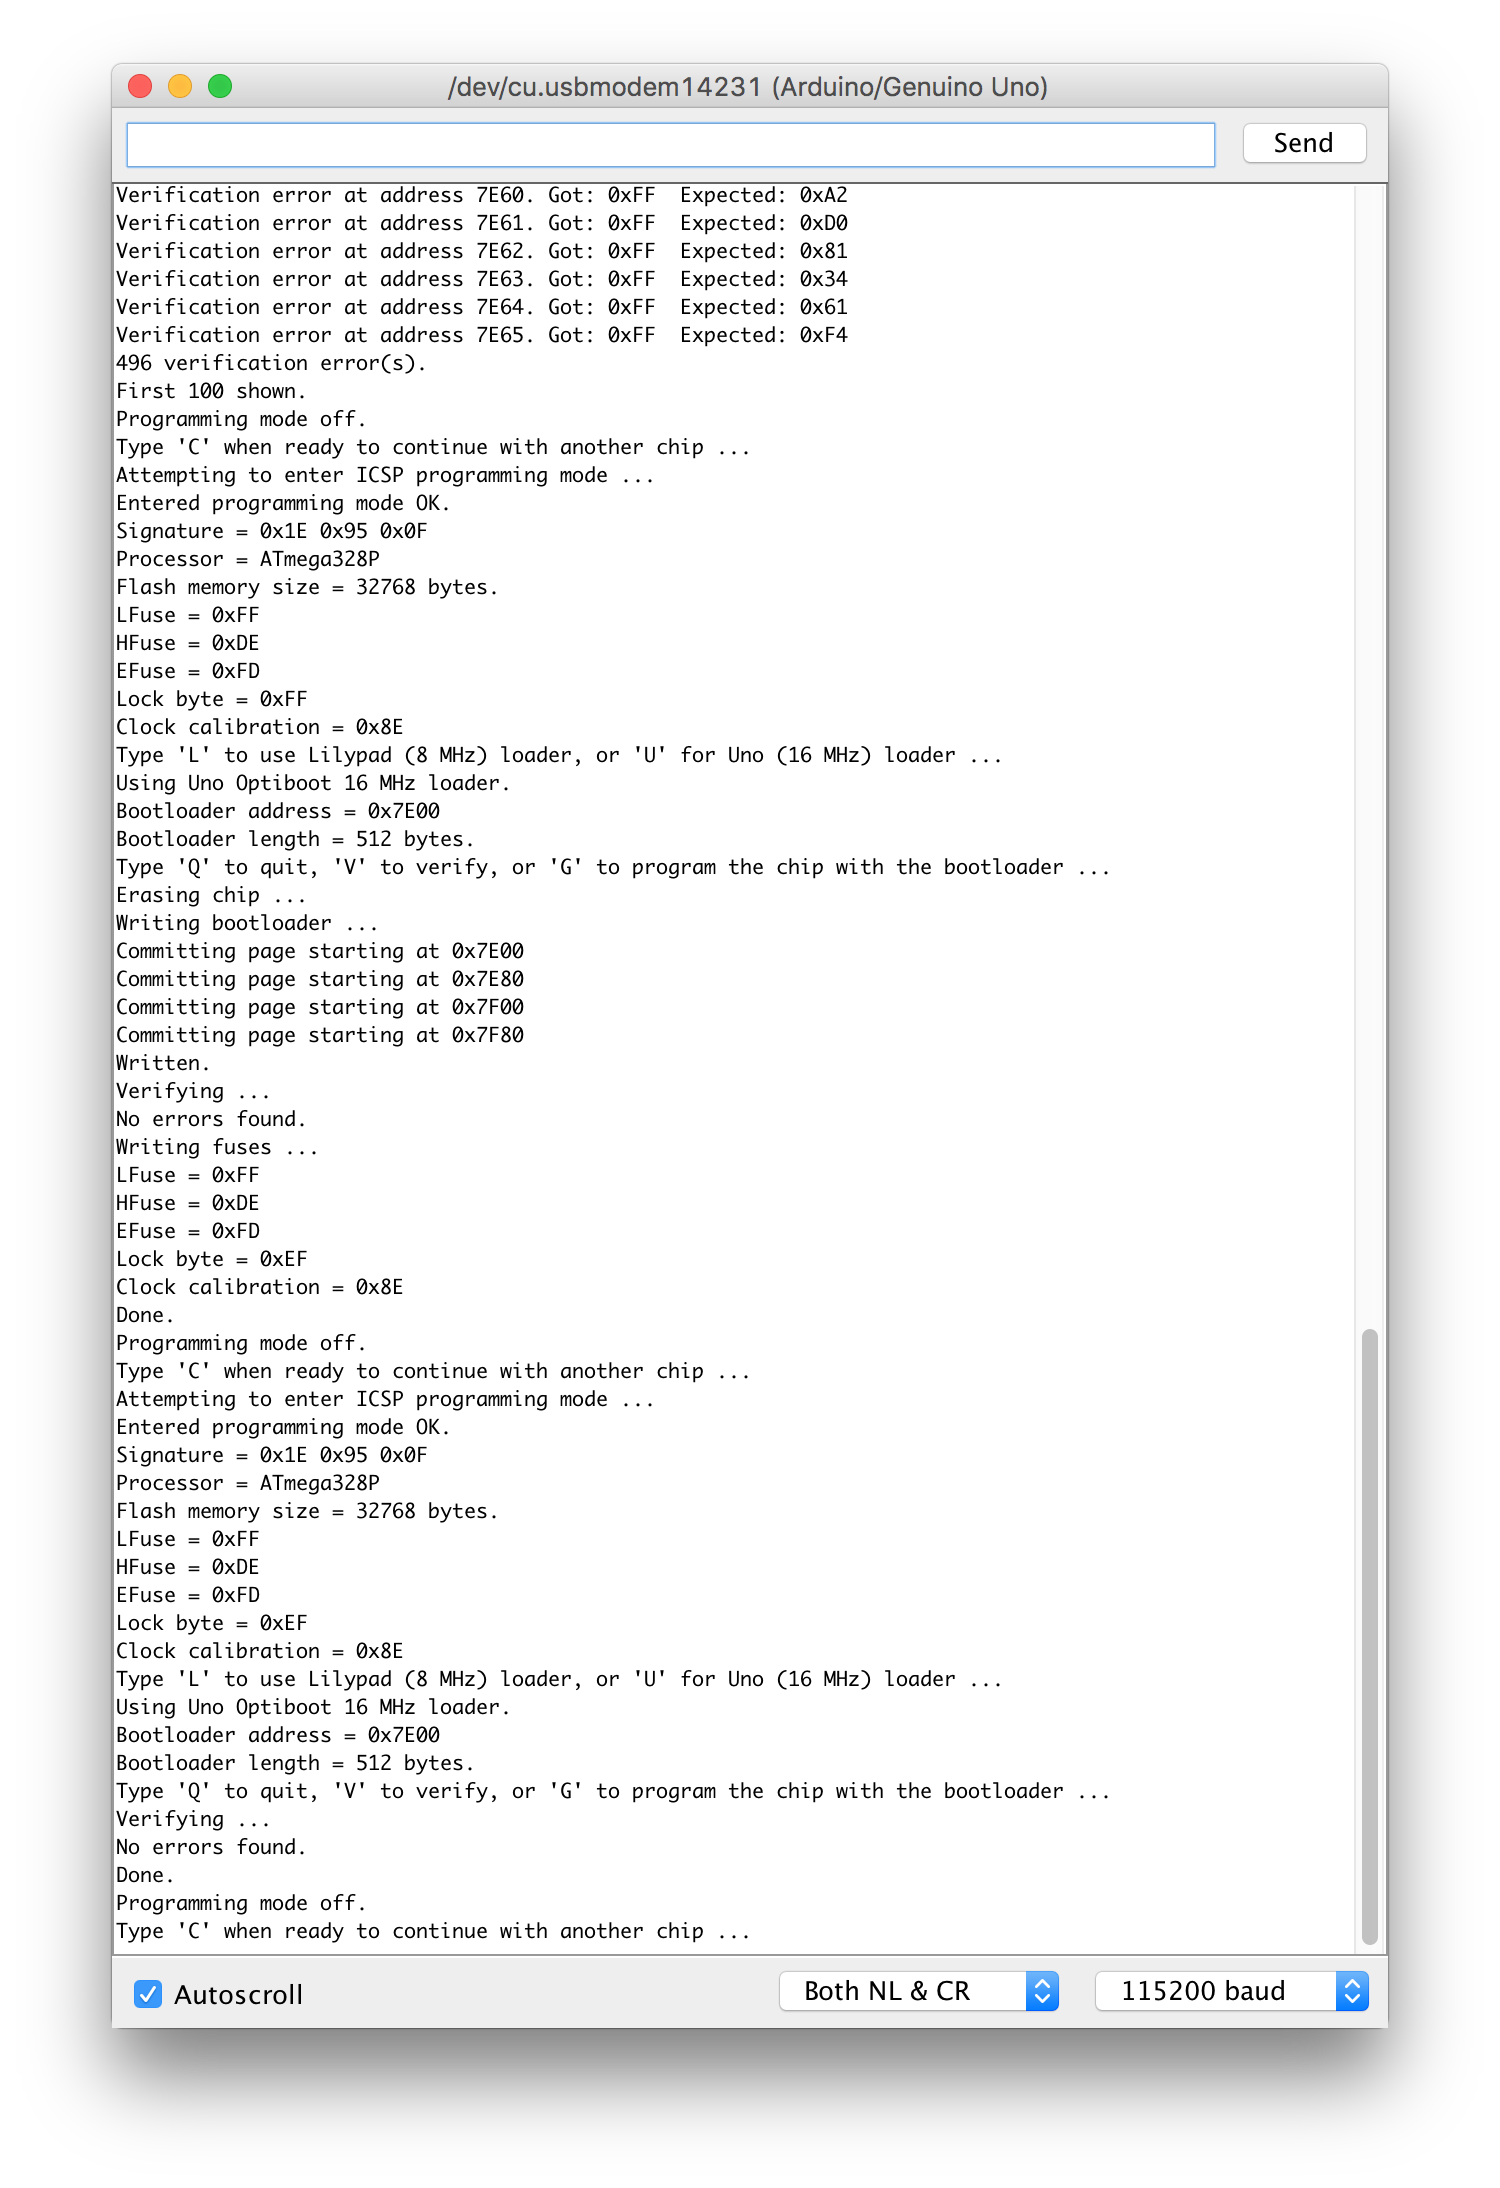 /dev/cu.usbmodem14231 (Arduino/Genuino Uno)
Send
Verification error at address 7E60. Got: 0xFF  Expected: 0xA2
Verification error at address 7E61. Got: 0xFF  Expected: 0xD0
Verification error at address 7E62. Got: 0xFF  Expected: 0x81
Verification error at address 7E63. Got: 0xFF  Expected: 0x34
Verification error at address 7E64. Got: 0xFF  Expected: 0x61
Verification error at address 7E65. Got: 0xFF  Expected: 0xF4
496 verification error(s).
First 100 shown.
Programming mode off.
Type 'C' when ready to continue with another chip ...
Attempting to enter ICSP programming mode ...
Entered programming mode OK.
Signature = 0x1E 0x95 0x0F
Processor = ATmega328P
Flash memory size = 32768 bytes.
LFuse = 0xFF
HFuse = 0xDE
EFuse = 0xFD
Lock byte = 0xFF
Clock calibration = 0x8E
Type 'L' to use Lilypad (8 MHz) loader, or 'U' for Uno (16 MHz) loader ...
Using Uno Optiboot 16 MHz loader.
Bootloader address = 0x7E00
Bootloader length = 512 bytes.
Type 'Q' to quit, 'V' to verify, or 'G' to program the chip with the bootloader ...
Erasing chip ...
Writing bootloader ...
Committing page starting at 0x7E00
Committing page starting at 0x7E80
Committing page starting at 0x7F00
Committing page starting at 0x7F80
Written.
Verifying ...
No errors found.
Writing fuses ...
LFuse = 0xFF
HFuse = 0xDE
EFuse = 0xFD
Lock byte = 0xEF
Clock calibration = 0x8E
Done.
Programming mode off.
Type 'C' when ready to continue with another chip ...
Attempting to enter ICSP programming mode ...
Entered programming mode OK.
Signature = 0x1E 0x95 0x0F
Processor = ATmega328P
Flash memory size = 32768 bytes.
LFuse = 0xFF
HFuse = 0xDE
EFuse = 0xFD
Lock byte = 0xEF
Clock calibration = 0x8E
Type 'L' to use Lilypad (8 MHz) loader, or 'U' for Uno (16 MHz) loader ...
Using Uno Optiboot 16 MHz loader.
Bootloader address = 0x7E00
Bootloader length = 512 bytes.
Type 'Q' to quit, 'V' to verify, or 'G' to program the chip with the bootloader ...
Verifying ...
No errors found.
Done.
Programming mode off.
Type 'C' when ready to continue with another chip ...
Autoscroll
Both NL & CR
115200 baud